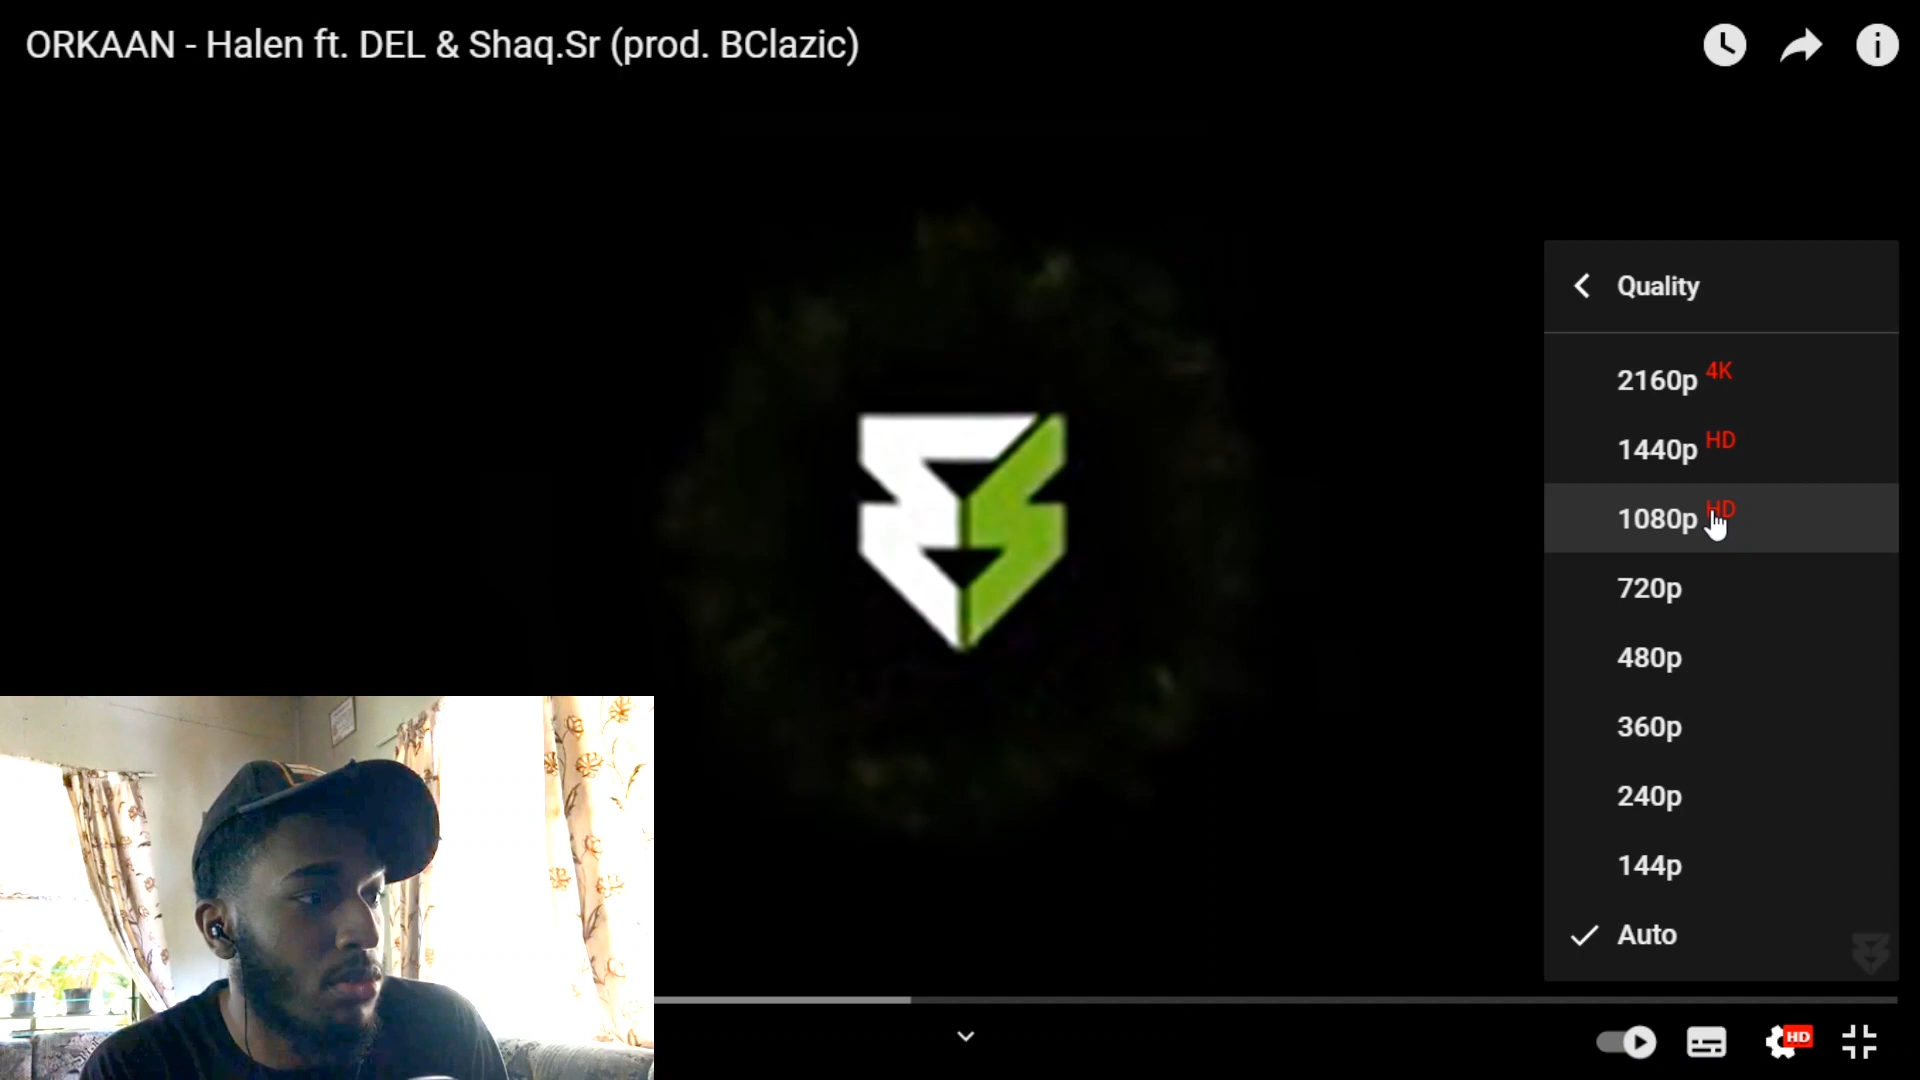 ORKAAN - Halen ft. DEL & Shaq.Sr (prod. BClazic)
Quality
2160p 4K
1440p HD
1080p HD
720p
480p
360p
240p
144p
Auto
HD